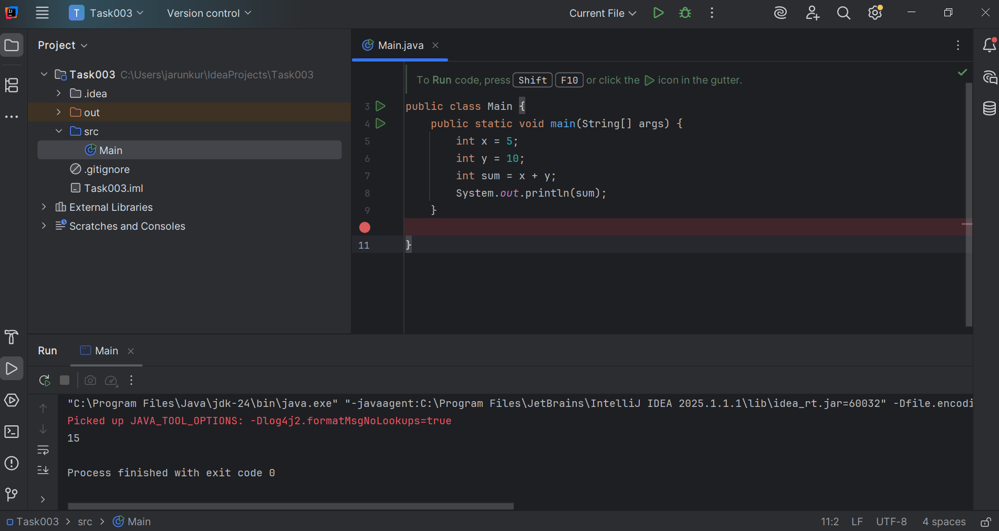 T Task003 Version control Current File
Project
Main.java
Task003 C:\Users\jarunkur\IdeaProjects\Task003
.idea
out
src
Main
.gitignore
Task003.iml
External Libraries
Scratches and Consoles
To Run code, press Shift F10 or click the icon in the gutter.
3 public class Main {
4 public static void main(String[] args) {
5 int x = 5;
6 int y = 10;
7 int sum = x + y;
8 System.out.println(sum);
9 }
11 }
Run Main
"C:\Program Files\Java\jdk-24\bin\java.exe" "-javaagent:C:\Program Files\JetBrains\IntelliJ IDEA 2025.1.1.1\lib\idea_rt.jar=60032" -Dfile.encodi
Picked up JAVA_TOOL_OPTIONS: -Dlog4j2.formatMsgNoLookups=true
15
Process finished with exit code 0
Task003 > src > Main 11:2 LF UTF-8 4 spaces